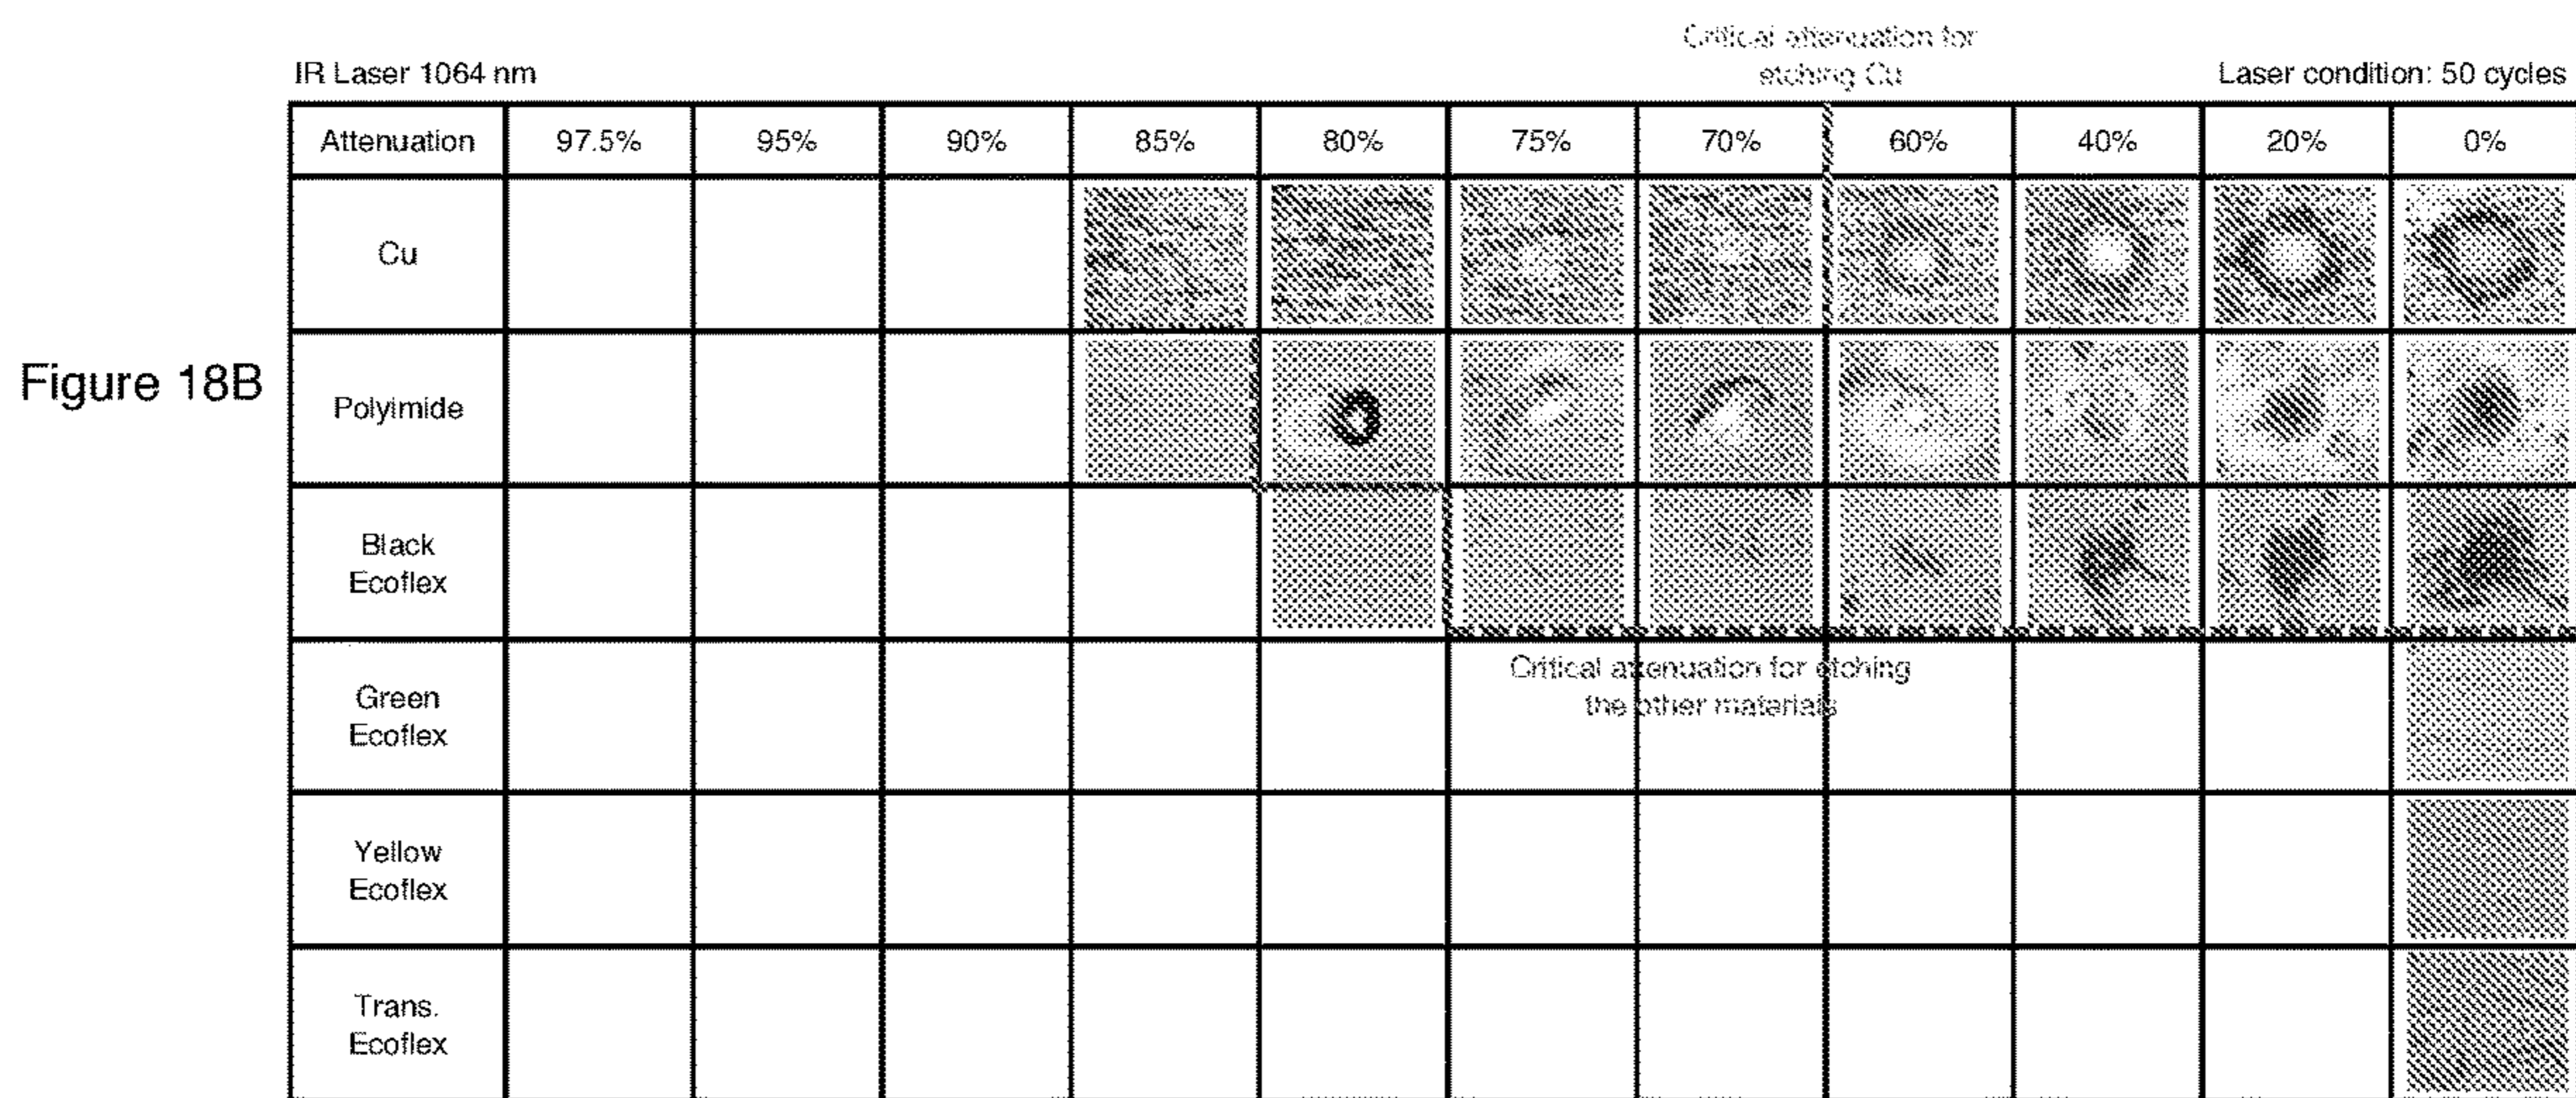 Critical attenuation for
etching Cu
IR Laser 1064 nm
Laser condition: 50 cycles
Attenuation 97.5% 95% 90% 85% 80% 75% 70% 60% 40% 20% 0%
Cu
Figure 18B
Polyimide
Black
Ecoflex
Critical attenuation for etching
the other materials
Green
Ecoflex
Yellow
Ecoflex
Trans.
Ecoflex